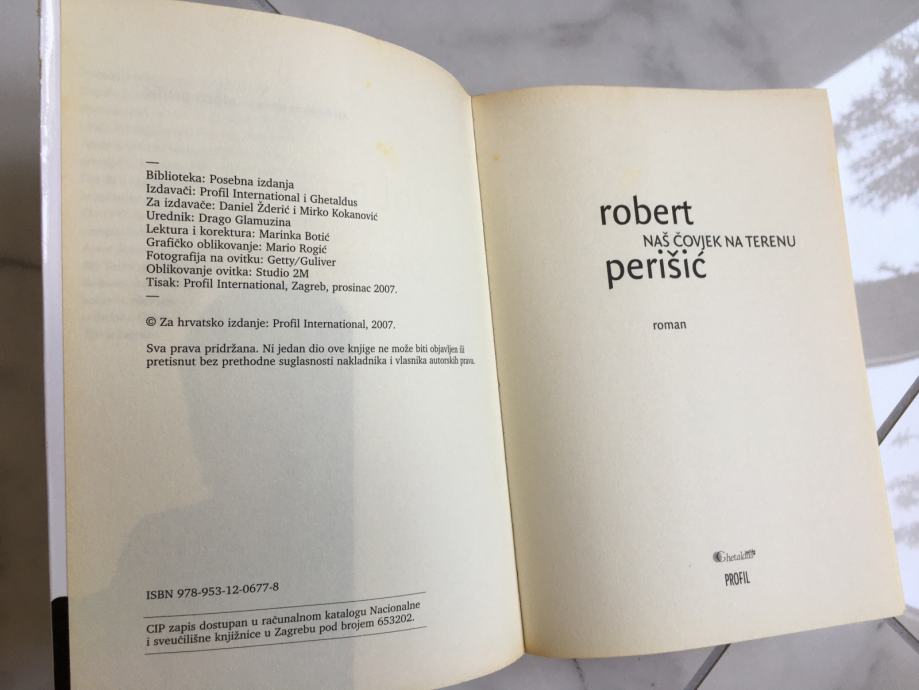 Biblioteka: Posebna izdanja
Izdavači: Profil International i Ghetaldus
Za izdavače: Daniel Žderić i Mirko Kokanović
Urednik: Drago Glamuzina
Lektura i korektura: Marinka Botić
Grafičko oblikovanje: Mario Rogić
Fotografija na ovitku: Getty/Guliver
Oblikovanje ovitka: Studio 2M
Tisak: Profil International, Zagreb, prosinac 2007.
© Za hrvatsko izdanje: Profil International, 2007.
Sva prava pridržana. Ni jedan dio ove knjige ne može biti objavljen ili
pretisnut bez prethodne suglasnosti nakladnika i vlasnika autorskih prava.
ISBN 978-953-12-0677-8
CIP zapis dostupan u računalnom katalogu Nacionalne
i sveučilišne knjižnice u Zagrebu pod brojem 653202.
robert
NAŠ ČOVJEK NA TERENU
perišić
roman
PROFIL